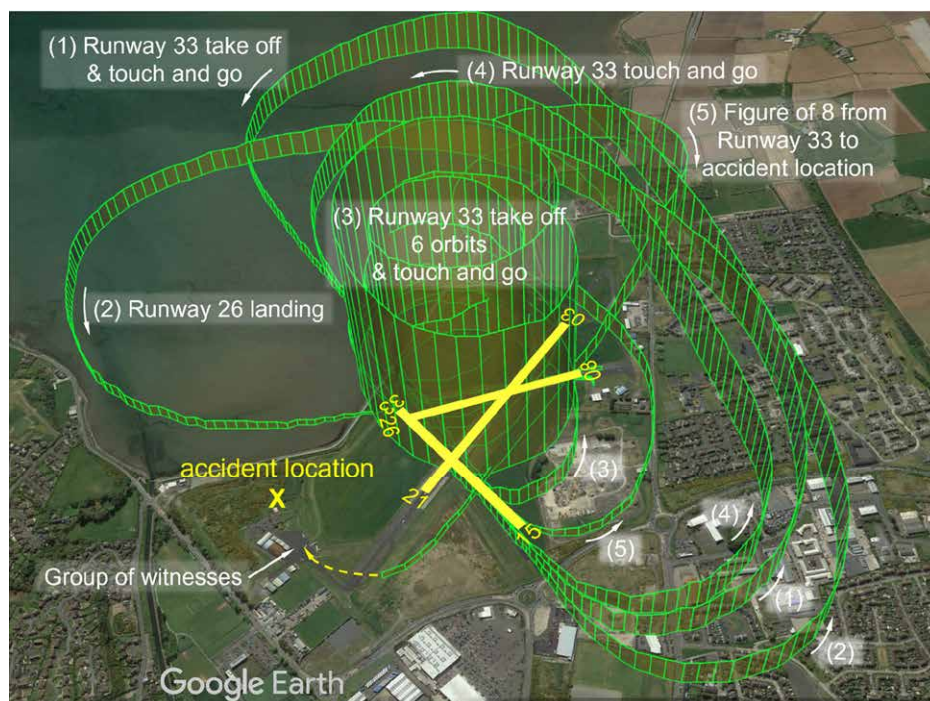 (1) Runway 33 take off
& touch and go
(4) Runway 33 touch and go
(5) Figure of 8 from
Runway 33 to
accident location
(3) Runway 33 take off
6 orbits
& touch and go
(2) Runway 26 landing
03
08
33
26
21
15
accident location
X
(3)
(4)
(5)
Group of witnesses
(1)
(2)
Google Earth